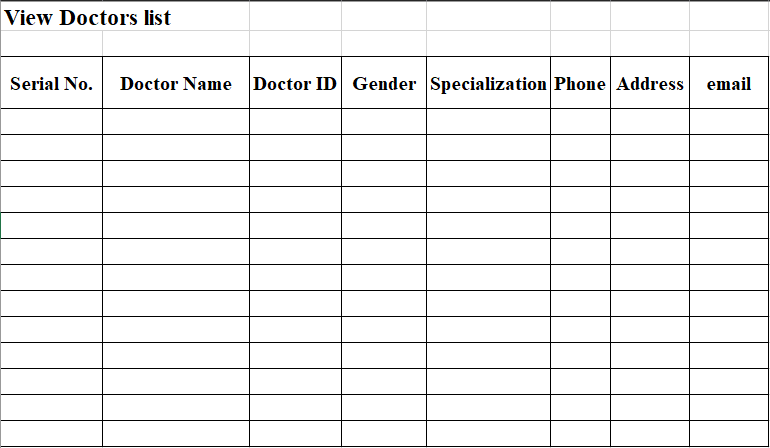 View Doctors list
Serial No. Doctor Name Doctor ID Gender Specialization Phone Address email